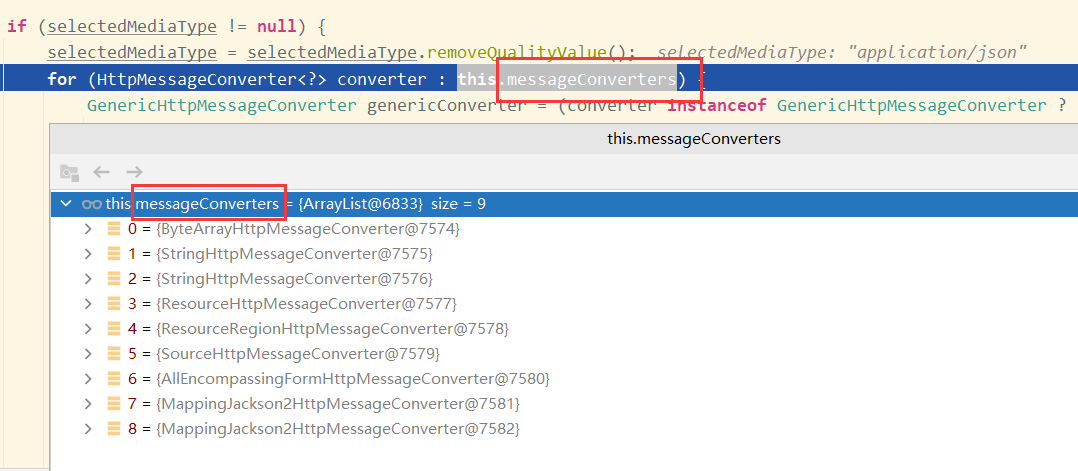 if (selectedMediaType != null) {
selectedMediaType = selectedMediaType.removeQualityValue(); selectedMediaType: "application/json"
for (HttpMessageConverter<?> converter : this.messageConverters) {
GenericHttpMessageConverter genericConverter = (converter instanceof GenericHttpMessageConverter ?
this.messageConverters
this.messageConverters = {ArrayList@6833} size = 9
0 = {ByteArrayHttpMessageConverter@7574}
1 = {StringHttpMessageConverter@7575}
2 = {StringHttpMessageConverter@7576}
3 = {ResourceHttpMessageConverter@7577}
4 = {ResourceRegionHttpMessageConverter@7578}
5 = {SourceHttpMessageConverter@7579}
6 = {AllEncompassingFormHttpMessageConverter@7580}
7 = {MappingJackson2HttpMessageConverter@7581}
8 = {MappingJackson2HttpMessageConverter@7582}